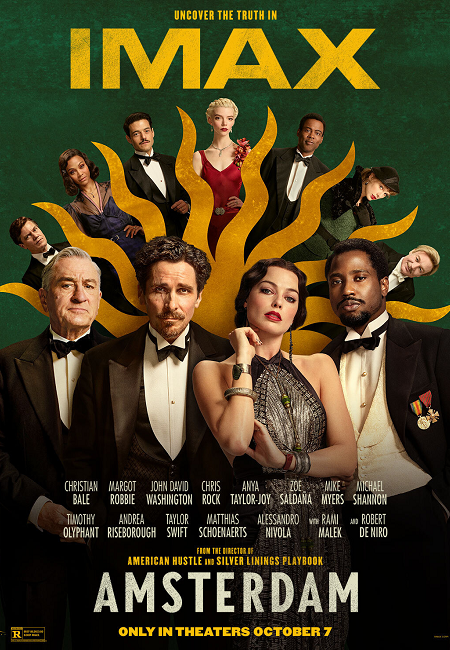 UNCOVER THE TRUTH IN
IMAX
CHRISTIAN BALE MARGOT ROBBIE JOHN DAVID WASHINGTON CHRIS ROCK ANYA TAYLOR-JOY ZOE SALDAÑA MIKE MYERS MICHAEL SHANNON
TIMOTHY OLYPHANT ANDREA RISEBOROUGH TAYLOR SWIFT MATTHIAS SCHOENAERTS ALESSANDRO NIVOLA WITH RAMI MALEK AND ROBERT DE NIRO
FROM THE DIRECTOR OF
AMERICAN HUSTLE AND SILVER LININGS PLAYBOOK
AMSTERDAM
R
ONLY IN THEATERS OCTOBER 7